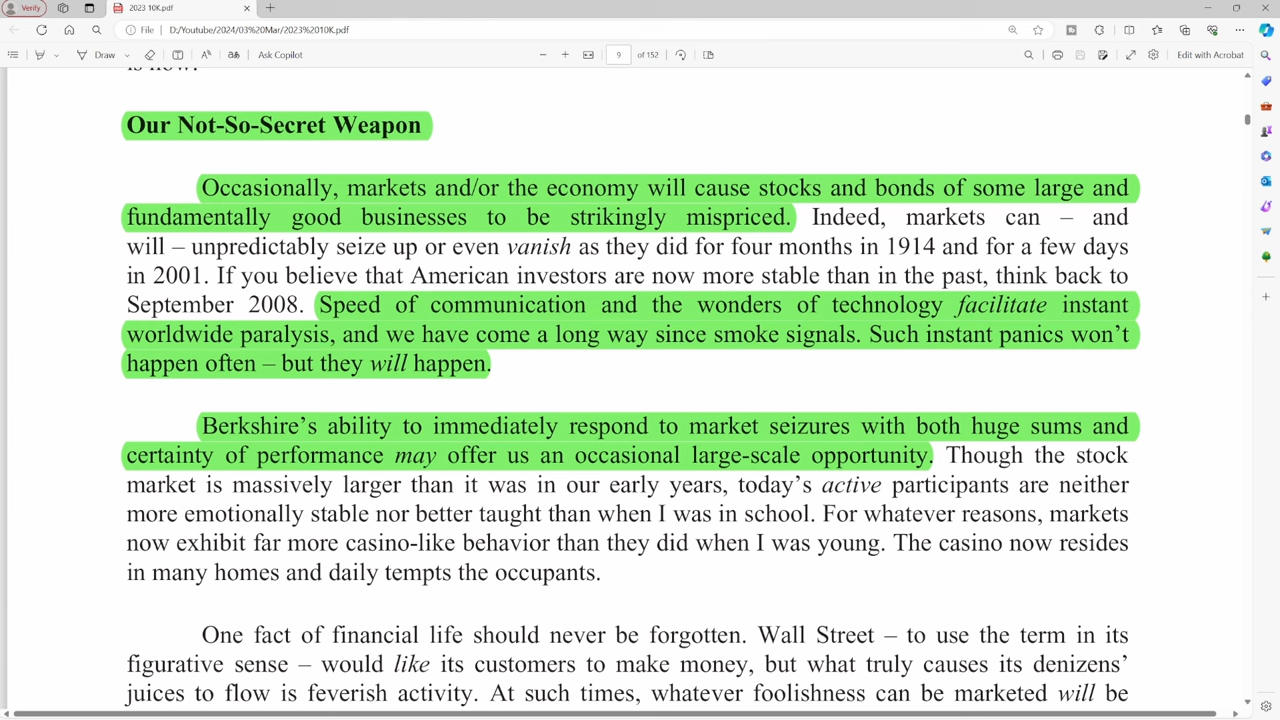 Verify
2023 10K.pdf
File
D:/Youtube/2024/03%20Mar/2023%2010K.pdf
Draw
Ask Copilot
9
of 152
Edit with Acrobat
is now.
Our Not-So-Secret Weapon
Occasionally, markets and/or the economy will cause stocks and bonds of some large and
fundamentally good businesses to be strikingly mispriced. Indeed, markets can – and
will – unpredictably seize up or even vanish as they did for four months in 1914 and for a few days
in 2001. If you believe that American investors are now more stable than in the past, think back to
September 2008. Speed of communication and the wonders of technology facilitate instant
worldwide paralysis, and we have come a long way since smoke signals. Such instant panics won’t
happen often – but they will happen.
Berkshire’s ability to immediately respond to market seizures with both huge sums and
certainty of performance may offer us an occasional large-scale opportunity. Though the stock
market is massively larger than it was in our early years, today’s active participants are neither
more emotionally stable nor better taught than when I was in school. For whatever reasons, markets
now exhibit far more casino-like behavior than they did when I was young. The casino now resides
in many homes and daily tempts the occupants.
One fact of financial life should never be forgotten. Wall Street – to use the term in its
figurative sense – would like its customers to make money, but what truly causes its denizens’
juices to flow is feverish activity. At such times, whatever foolishness can be marketed will be